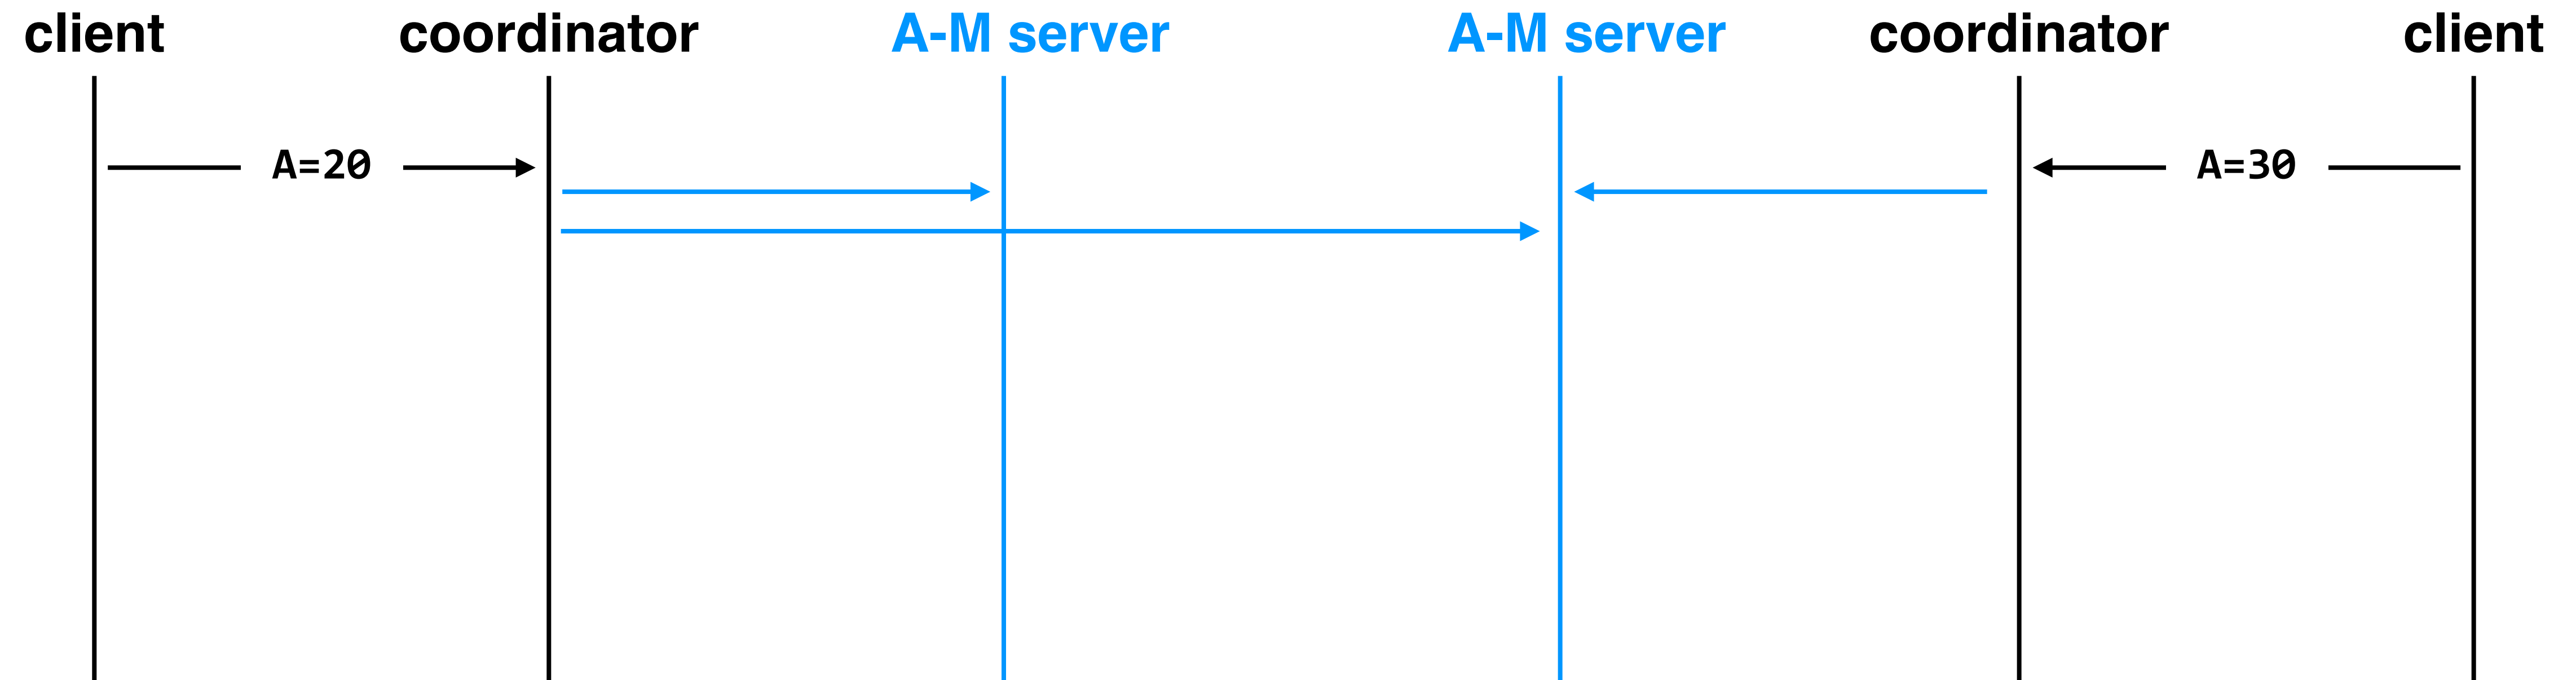 client coordinator A-M server A-M server coordinator client
A=20 A=30